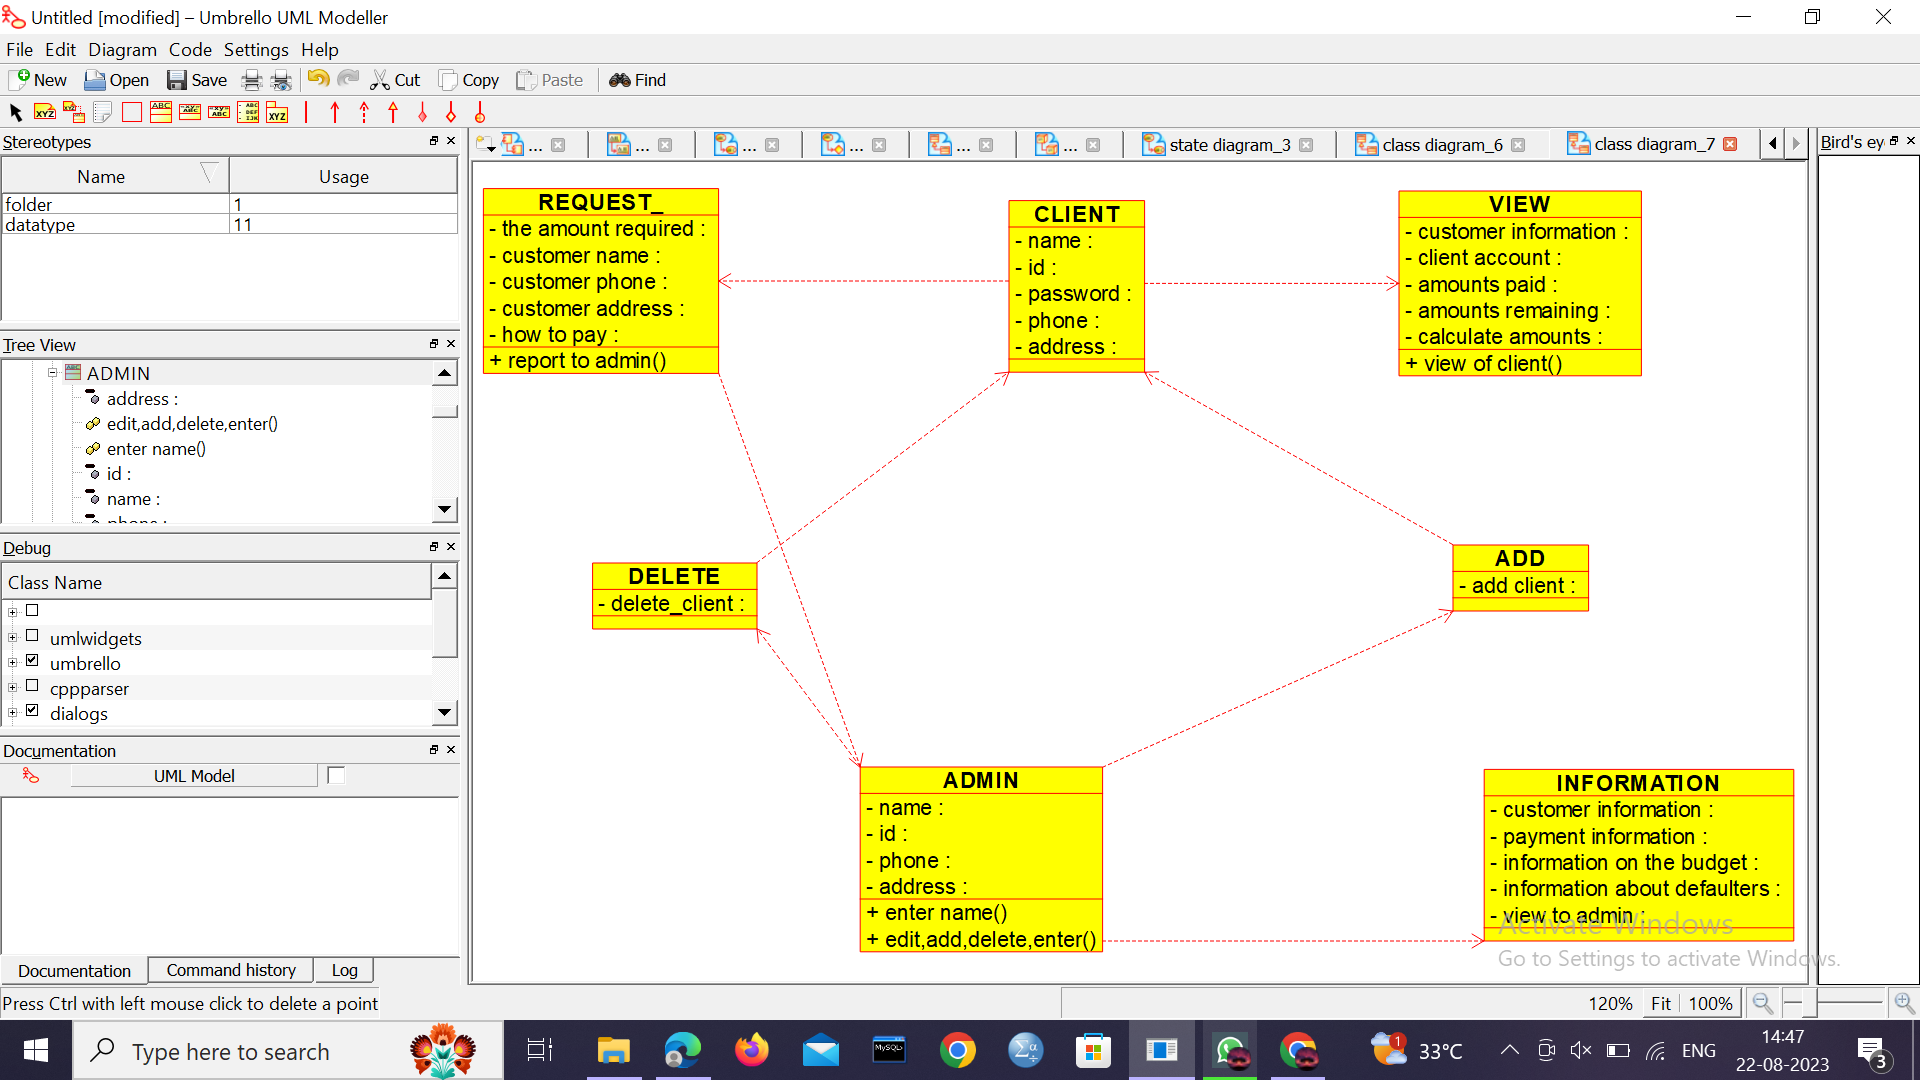 Untitled [modified] – Umbrello UML Modeller
File Edit Diagram Code Settings Help
New Open Save Cut Copy Paste Find
Stereotypes
Name Usage
folder 1
datatype 11
Tree View
ADMIN
address :
edit,add,delete,enter()
enter name()
id :
name :
phone :
Debug
Class Name
umlwidgets
umbrello
cppparser
dialogs
Documentation
UML Model
Documentation Command history Log
Press Ctrl with left mouse click to delete a point
... ... ... ... ... ... state diagram_3 class diagram_6 class diagram_7
Bird's ey
REQUEST_
- the amount required :
- customer name :
- customer phone :
- customer address :
- how to pay :
+ report to admin()
CLIENT
- name :
- id :
- password :
- phone :
- address :
VIEW
- customer information :
- client account :
- amounts paid :
- amounts remaining :
- calculate amounts :
+ view of client()
DELETE
- delete_client :
ADD
- add client :
ADMIN
- name :
- id :
- phone :
- address :
+ enter name()
+ edit,add,delete,enter()
INFORMATION
- customer information :
- payment information :
- information on the budget :
- information about defaulters :
- view to admin :
Activate Windows
Go to Settings to activate Windows.
120% Fit 100%
Type here to search
MySQL
1
33°C
ENG
14:47
22-08-2023
3